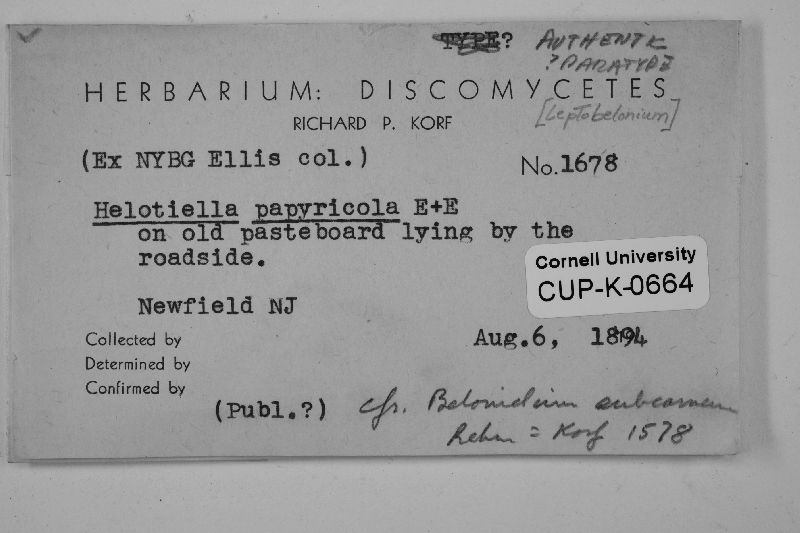 TYPE? AUTHENTIC
?PARATYPE
HERBARIUM: DISCOMYCETES
[Leptobelonium]
RICHARD P. KORF
(Ex NYBG Ellis col.) No.1678
Helotiella papyricola E+E
on old pasteboard lying by the
roadside.
Cornell University
CUP-K-0664
Newfield NJ
Collected by Aug.6, 1894
Determined by
Confirmed by
(Publ.?) cfr. Belonidium subcarneum
Rehm = Korf 1578